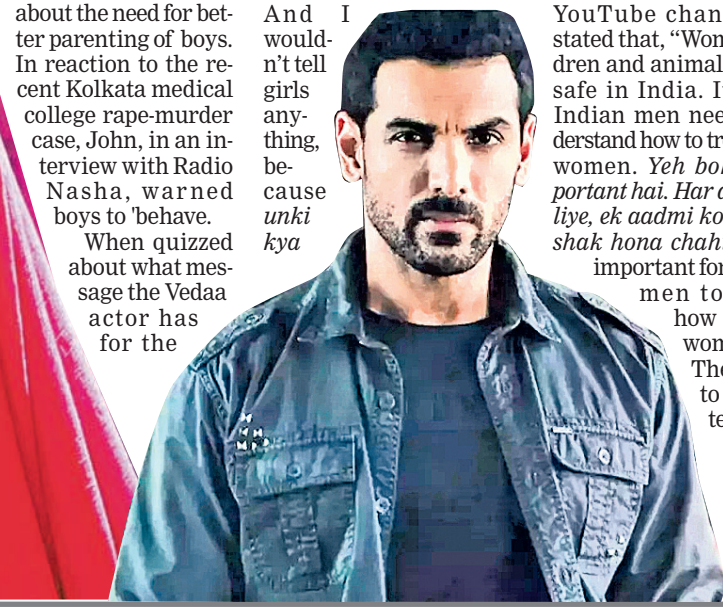 about the need for bet-
ter parenting of boys.
In reaction to the re-
cent Kolkata medical
college rape-murder
case, John, in an in-
terview with Radio
Nasha, warned
boys to 'behave.
When quizzed
about what mes-
sage the Vedaa
actor has
for the
And I
would-
n't tell
girls
any-
thing,
be-
cause
unki
kya
YouTube chan
stated that,
dren and animal
safe in India.
Indian men nee
derstand how to tr
women. Yeh bol
portant hai. Har
liye, ek aadmi ko
shak hona chah
important for
men to
how
The
to
te